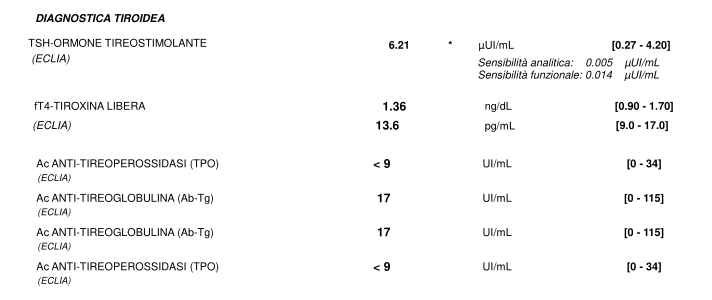 DIAGNOSTICA TIROIDEA
TSH-ORMONE TIREOSTIMOLANTE 6.21 * µUI/mL [0.27 - 4.20]
(ECLIA)
Sensibilità analitica: 0.005 µUI/mL
Sensibilità funzionale: 0.014 µUI/mL
fT4-TIROXINA LIBERA 1.36 ng/dL [0.90 - 1.70]
(ECLIA) 13.6 pg/mL [9.0 - 17.0]
Ac ANTI-TIREOPEROSSIDASI (TPO) < 9 UI/mL [0 - 34]
(ECLIA)
Ac ANTI-TIREOGLOBULINA (Ab-Tg) 17 UI/mL [0 - 115]
(ECLIA)
Ac ANTI-TIREOGLOBULINA (Ab-Tg) 17 UI/mL [0 - 115]
(ECLIA)
Ac ANTI-TIREOPEROSSIDASI (TPO) < 9 UI/mL [0 - 34]
(ECLIA)